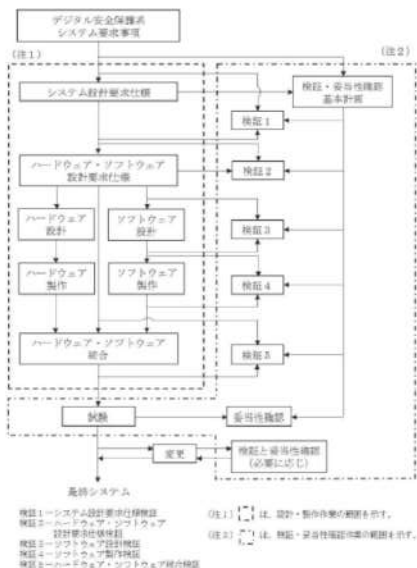 デジタル安全保護系
システム要求事項
(注1)
(注2)
システム設計要求仕様
検証・妥当性確認
基本計画
検証1
ハードウェア・ソフトウェア
設計要求仕様
検証2
ハードウェア
設計
ソフトウェア
設計
検証3
ハードウェア
製作
ソフトウェア
製作
検証4
ハードウェア・ソフトウェア
統合
検証5
試験
妥当性確認
変更
検証と妥当性確認
(必要に応じ)
最終システム
検証1-システム設計要求仕様検証
検証2-ハードウェア・ソフトウェア
設計要求仕様検証
検証3-ソフトウェア設計検証
検証4-ソフトウェア製作検証
検証5-ハードウェア・ソフトウェア統合検証
(注1) は、設計・製作作業の範囲を示す。
(注2) は、検証・妥当性確認作業の範囲を示す。